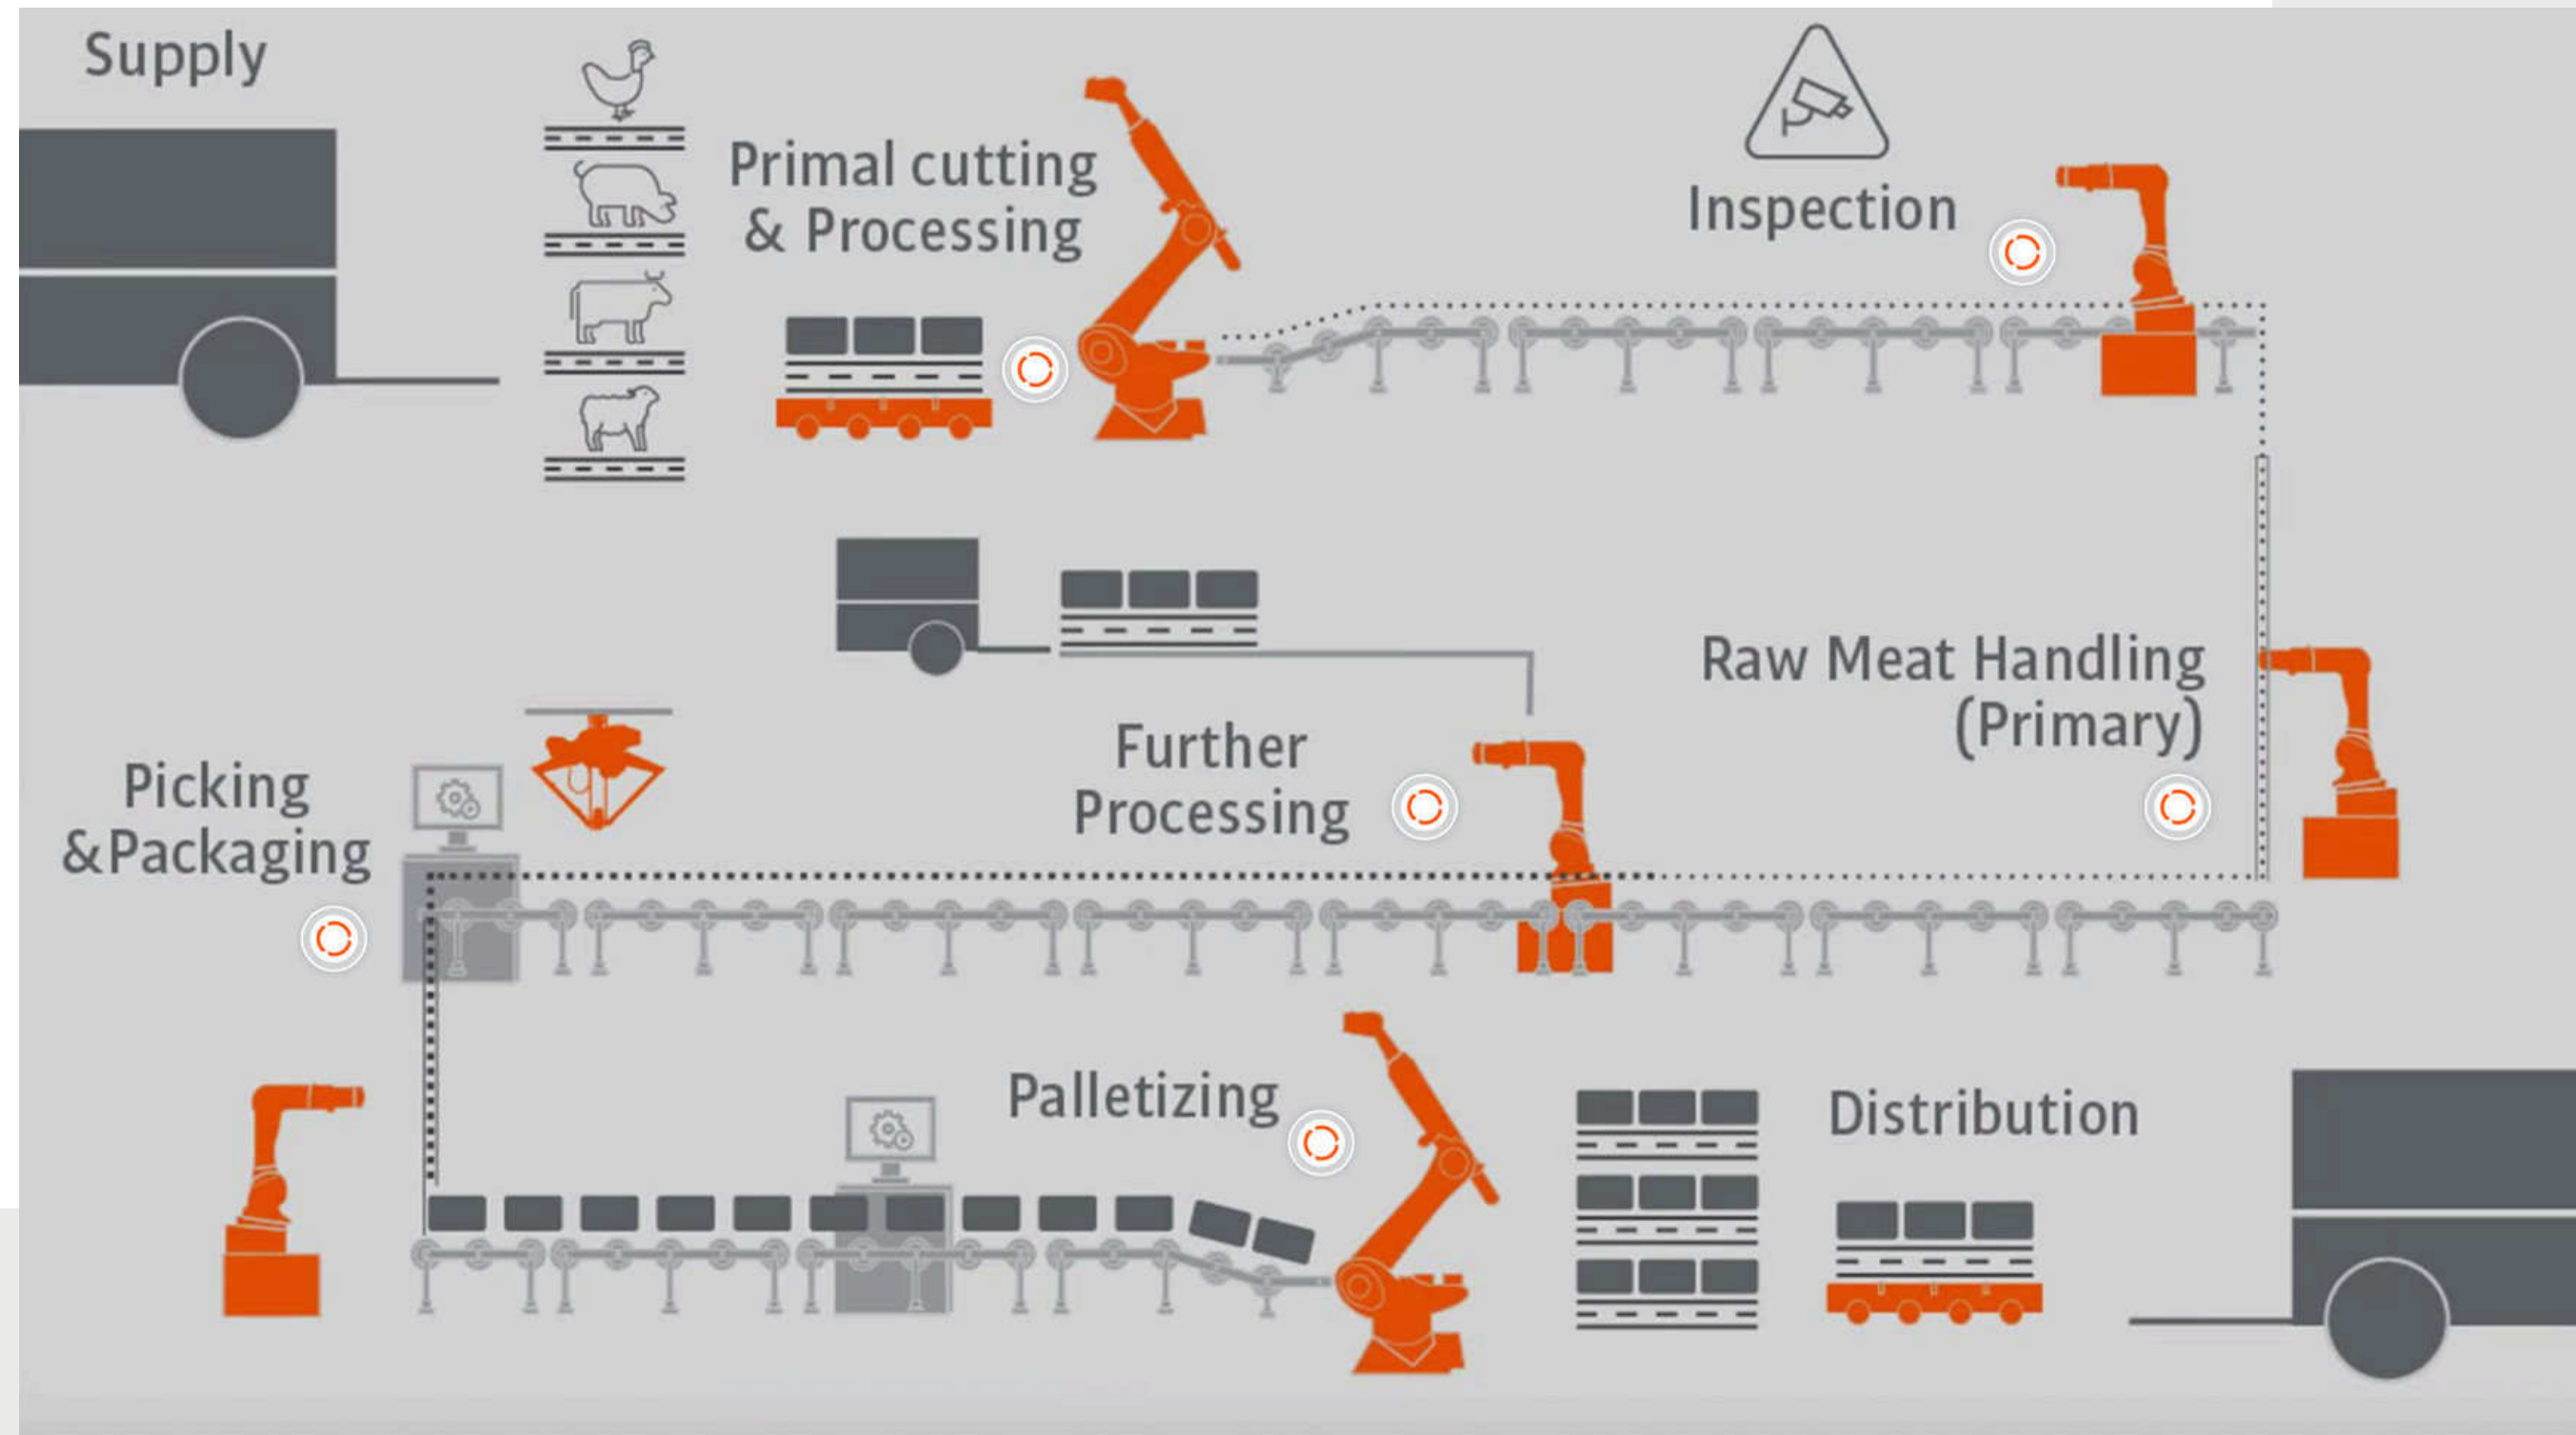 Supply
Primal cutting
& Processing
Inspection
Raw Meat Handling
(Primary)
Further
Processing
Picking
&Packaging
Palletizing
Distribution